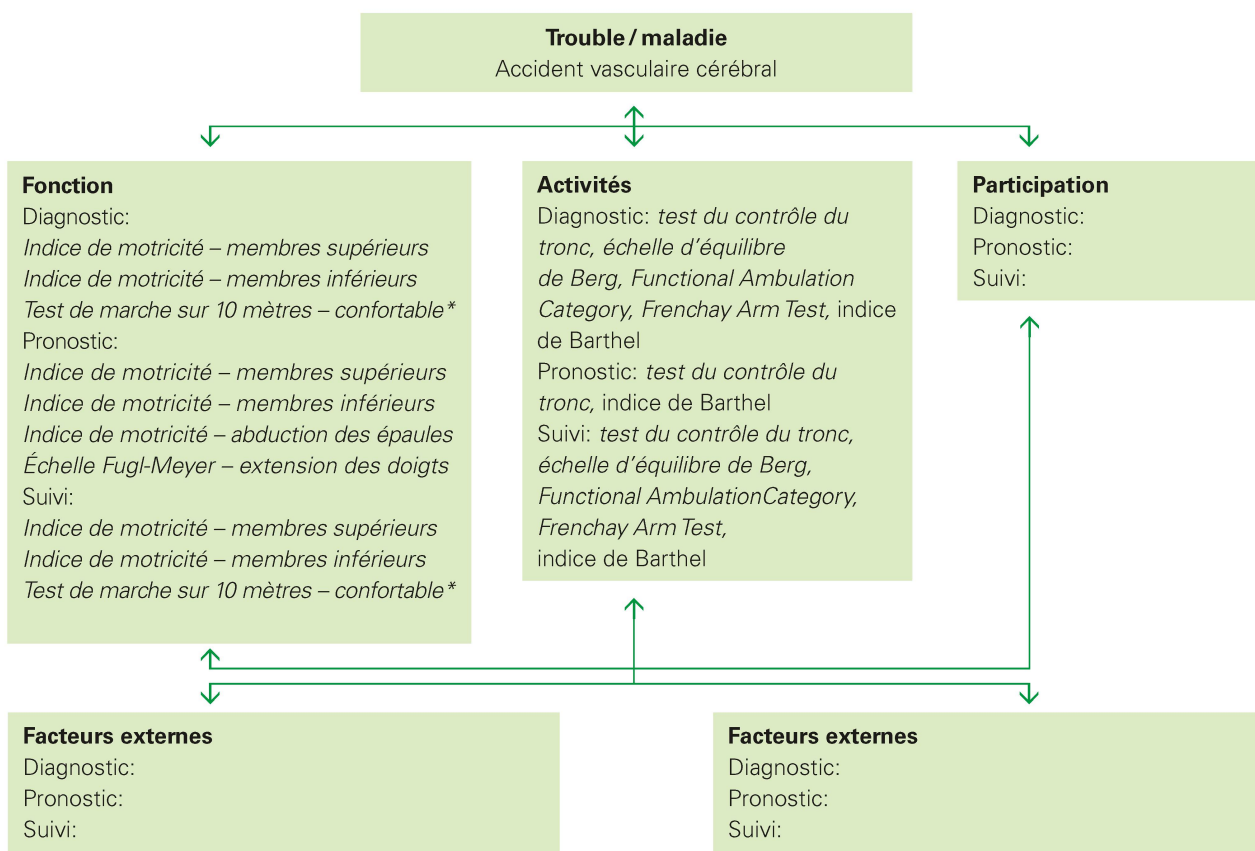 Trouble / maladie
Accident vasculaire cérébral
Fonction
Diagnostic:
Indice de motricité – membres supérieurs
Indice de motricité – membres inférieurs
Test de marche sur 10 mètres – confortable*
Pronostic:
Indice de motricité – membres supérieurs
Indice de motricité – membres inférieurs
Indice de motricité – abduction des épaules
Échelle Fugl-Meyer – extension des doigts
Suivi:
Indice de motricité – membres supérieurs
Indice de motricité – membres inférieurs
Test de marche sur 10 mètres – confortable*
Activités
Diagnostic: test du contrôle du
tronc, échelle d'équilibre
de Berg, Functional Ambulation
Category, Frenchay Arm Test, indice
de Barthel
Pronostic: test du contrôle du
tronc, indice de Barthel
Suivi: test du contrôle du tronc,
échelle d'équilibre de Berg,
Functional AmbulationCategory,
Frenchay Arm Test,
indice de Barthel
Participation
Diagnostic:
Pronostic:
Suivi:
Facteurs externes
Diagnostic:
Pronostic:
Suivi:
Facteurs externes
Diagnostic:
Pronostic:
Suivi: